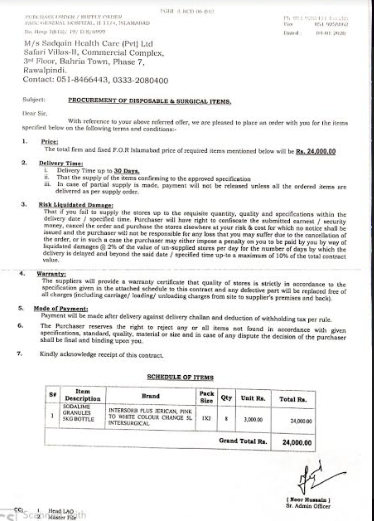 PURCHASE ORDER / SUPPLY ORDER
GENERAL HOSPITAL, H 11/4, ISLAMABAD
M/s Sadqain Health Care (Pvt) Ltd
Safari Villos-II, Commercial Complex,
3rd Floor, Bahria Town, Phase 7,
Rawalpindi.
Contact: 051-8466443, 0333-2080400
Subject: PROCUREMENT OF DISPOSABLE & SURGICAL ITEMS.
Dear Sir,
With reference to your above referred offer, we are pleased to place an order with you for the items
specified below on the following terms and conditions:-
1. Price:
The total firm and fixed F.O.R Islamabad price of required items mentioned below will be Rs. 24,000.00
2. Delivery Time:
i. Delivery Time up to 30 Days.
ii. That the supply of the items confirming to the approved specification
iii. In case of partial supply is made, payment will not be released unless all the ordered items
are delivered as per supply order.
3. Risk Liquidated Damage:
That if you fail to supply the stores up to the requisite quantity, quality and specifications within the
delivery date / specified time. Purchaser will have right to confiscate the submitted earnest / security
money, cancel the order and purchase the stores elsewhere at your risk & cost for which no notice shall be
issued and the purchaser will not be responsible for any loss that you may suffer due to the cancellation of
the order, or in such a case the purchaser may either impose a penalty on you to be paid by you by way of
liquidated damages @ 2% of the value of un-supplied stores per day for the number of days by which the
delivery is delayed and beyond the said date / specified time up-to a maximum of 10% of the total contract
value.
4. Warranty:
The suppliers will provide a warranty certificate that quality of stores is strictly in accordance to the
specification given in the attached schedule to this contract and any defective part will be replaced free of
all charges (including carriage/ loading/ unloading charges from site to supplier's premises and back).
5. Mode of Payment:
Payment will be made after delivery against delivery challan and deduction of withholding tax per rule.
6. The Purchaser reserves the right to reject any or all items not found in accordance with given
specifications, standard, quality, material or size and in case of any dispute the decision of the purchaser
shall be final and binding upon you.
7. Kindly acknowledge receipt of this contract.
SCHEDULE OF ITEMS
S# Item Description Brand Pack Size Qty Unit Rs. Total Rs.
1 SODALIME GRANULES 5KG BOTTLE INTERSORB PLUS JERICAN, PINK TO WHITE COLOUR CHANGE 5L INTERSURGICAL 1X2 8 3,000.00 24,000.00
Grand Total Rs. 24,000.00
( Noor Hussain )
Sr. Admin Officer
CC:- 1 Head LAO
2 Master File
CS